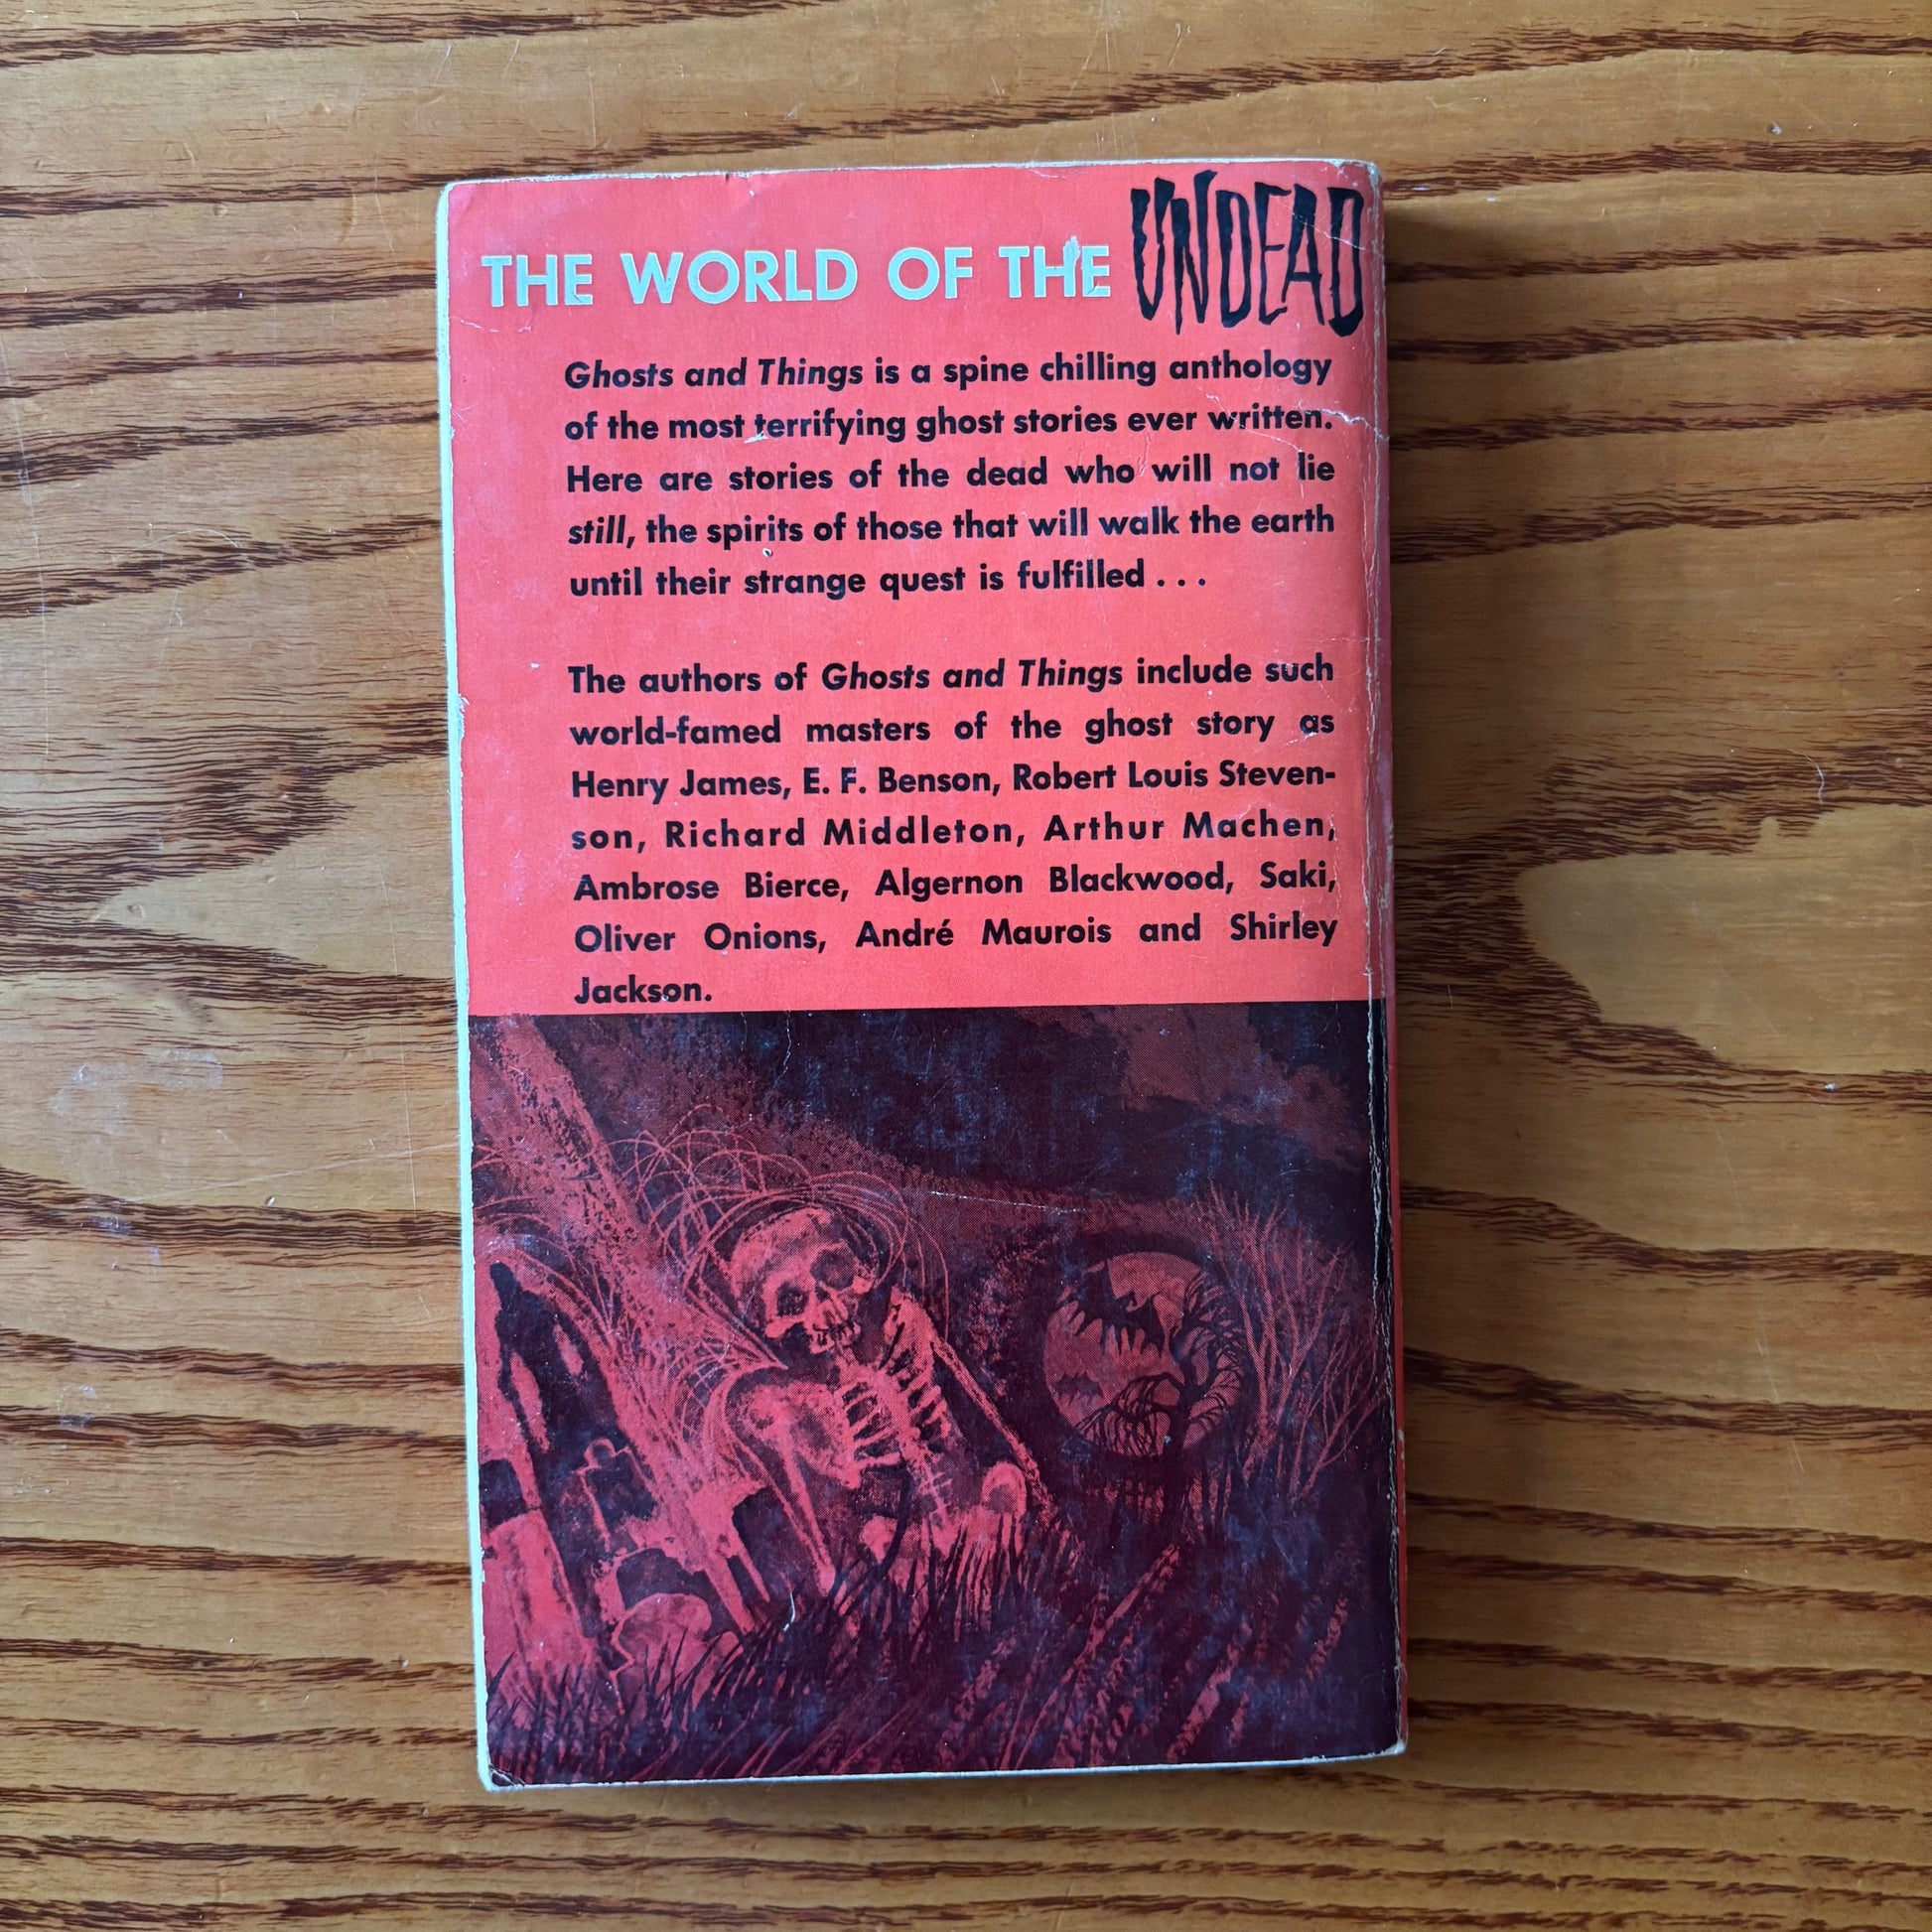 THE WORLD OF THE UNDEAD
Ghosts and Things is a spine chilling anthology
of the most terrifying ghost stories ever written.
Here are stories of the dead who will not lie
still, the spirits of those that will walk the earth
until their strange quest is fulfilled . . .
The authors of Ghosts and Things include such
world-famed masters of the ghost story as
Henry James, E. F. Benson, Robert Louis Steven-
son, Richard Middleton, Arthur Machen,
Ambrose Bierce, Algernon Blackwood, Saki,
Oliver Onions, André Maurois and Shirley
Jackson.